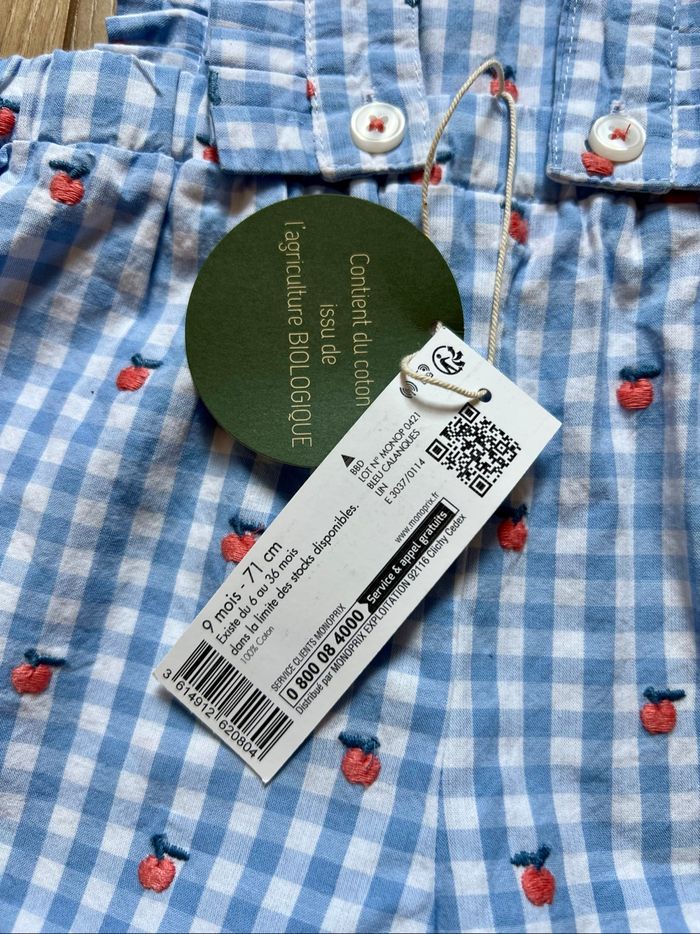 Contient du coton
issu de
l'agriculture BIOLOGIQUE
BBD
LOT N° MONOP 0421
BLEU CALANQUES
LIN
E 3037/0114
9 mois - 71 cm
Existe du 6 au 36 mois
dans la limite des stocks disponibles.
100% Coton
www.monoprix.fr
SERVICE CLIENTS MONOPRIX
0 800 08 4000 Service & appel gratuits
Distribué par MONOPRIX EXPLOITATION 92116 Clichy Cedex
3 614912 620804